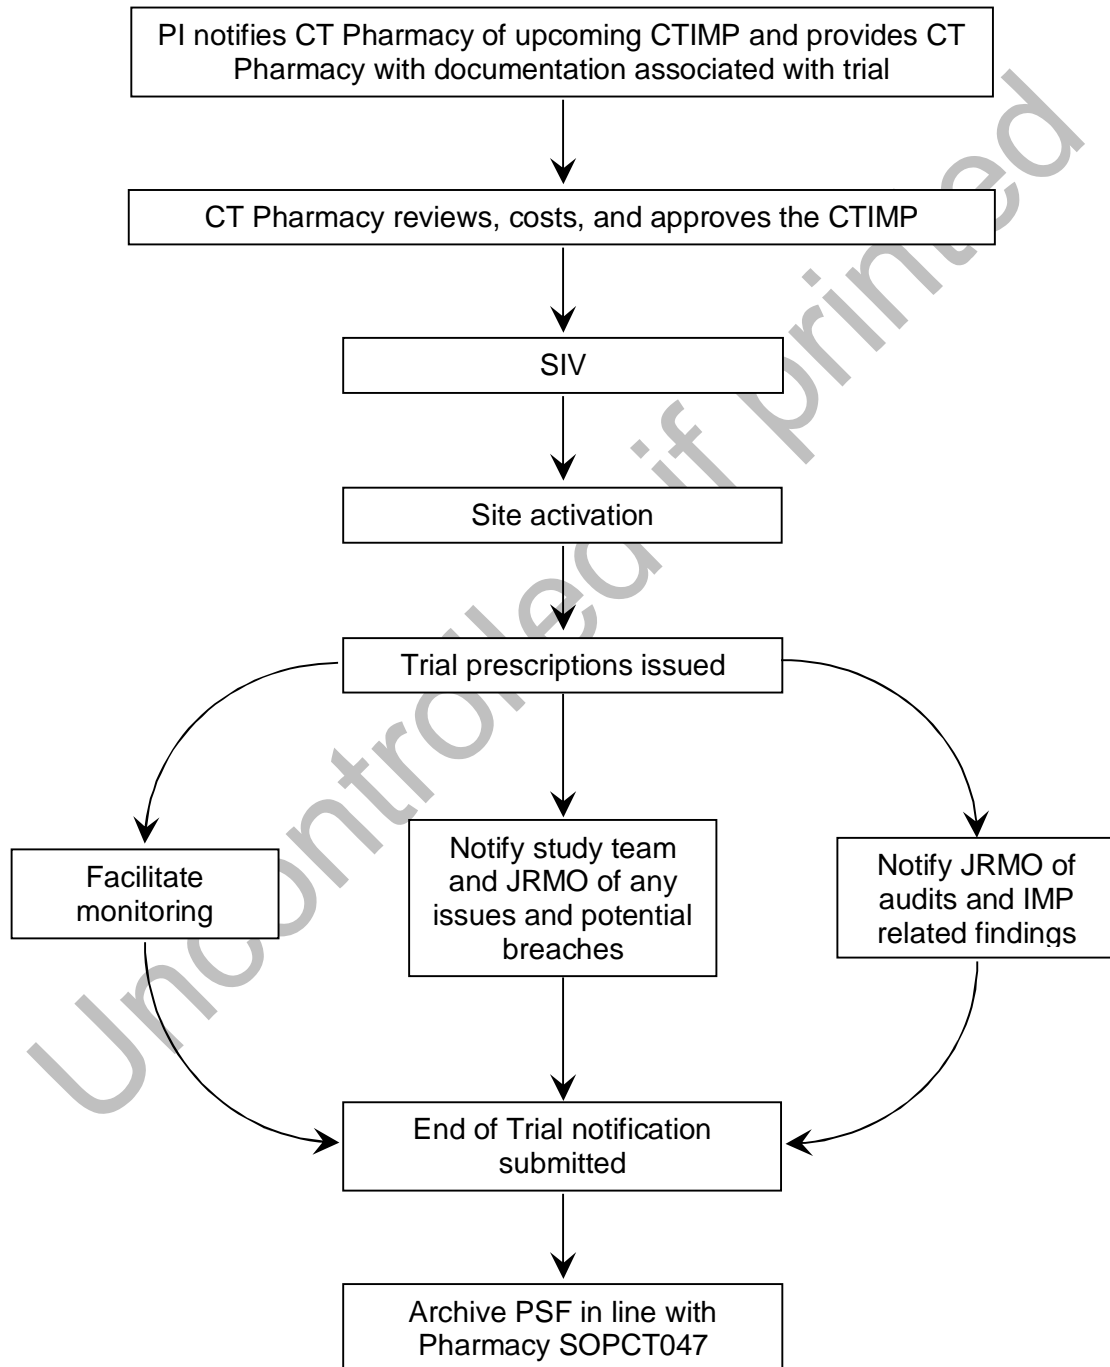 PI notifies CT Pharmacy of upcoming CTIMP and provides CT
Pharmacy with documentation associated with trial
CT Pharmacy reviews, costs, and approves the CTIMP
SIV
Site activation
Trial prescriptions issued
Facilitate
monitoring
Notify study team
and JRMO of any
issues and potential
breaches
Notify JRMO of
audits and IMP
related findings
End of Trial notification
submitted
Archive PSF in line with
Pharmacy SOPCT047
Uncontrolled if printed